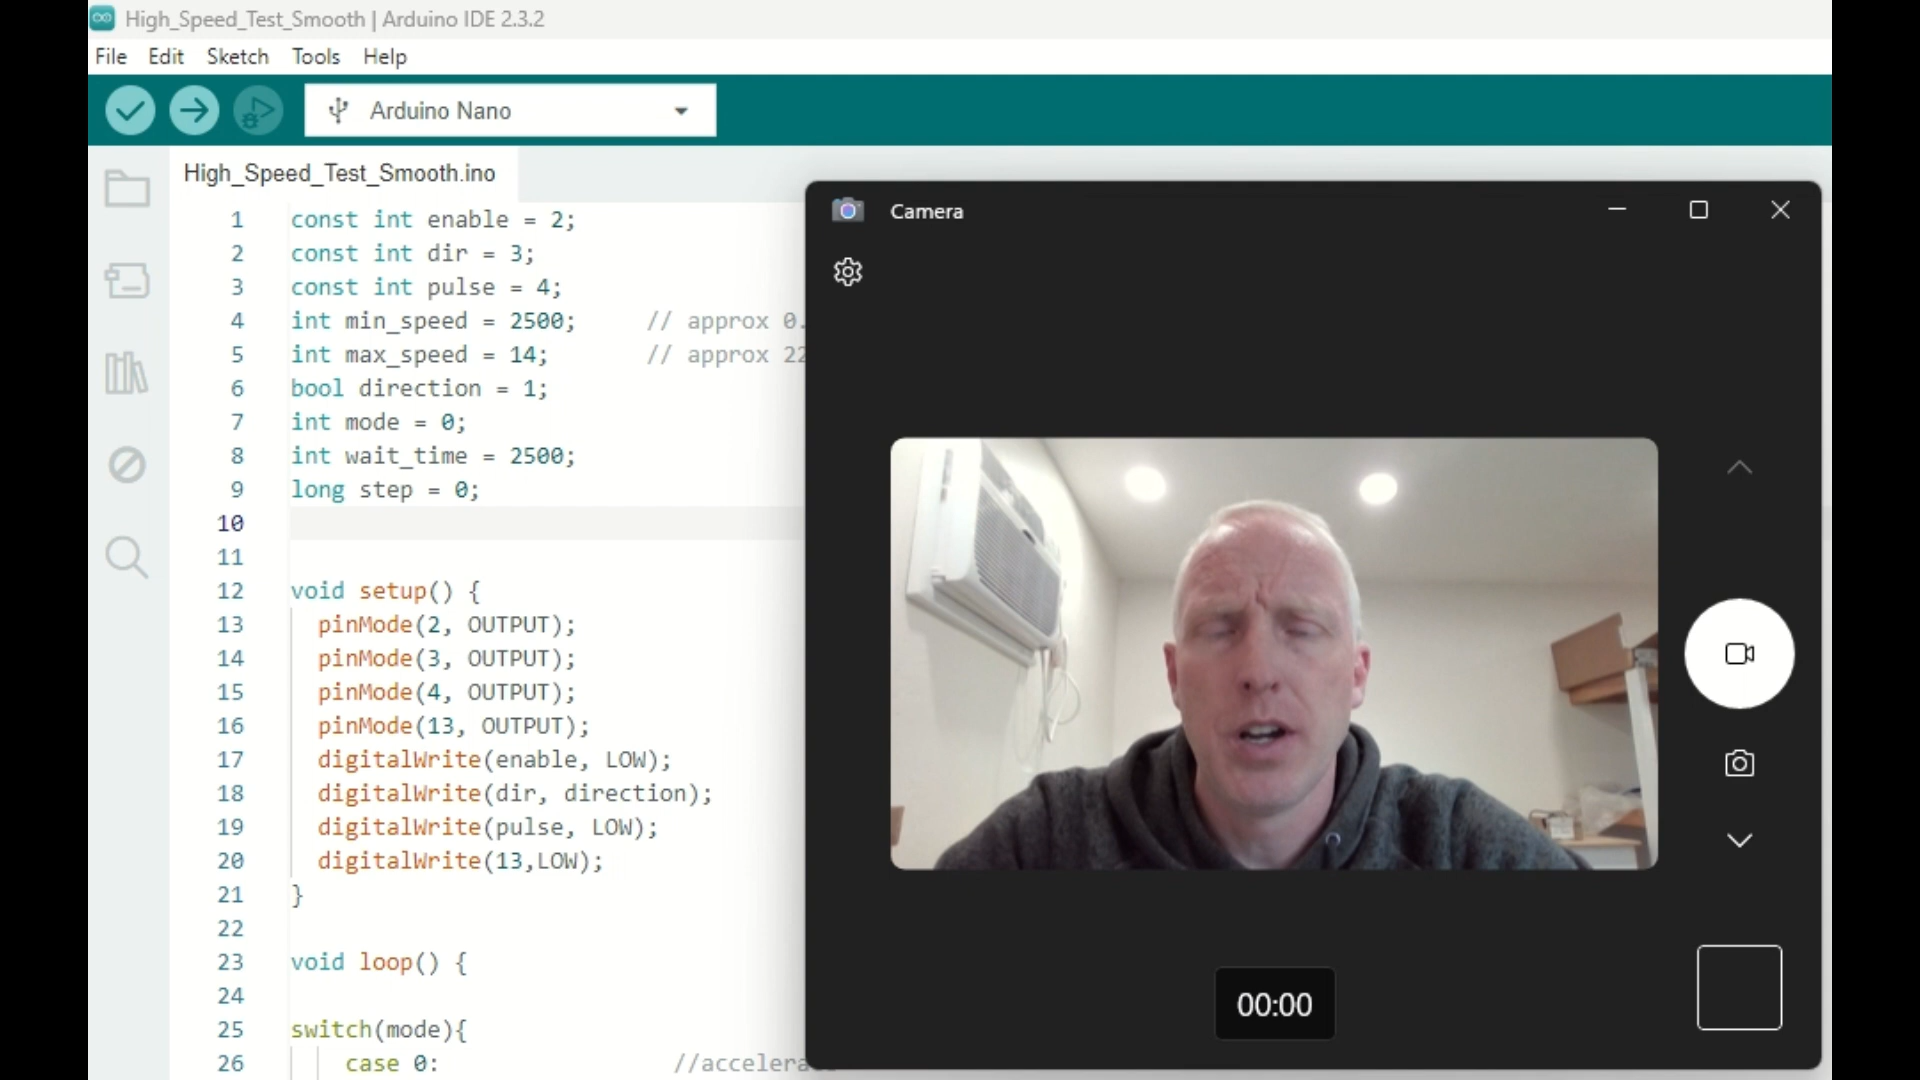 High_Speed_Test_Smooth | Arduino IDE 2.3.2
File Edit Sketch Tools Help
Arduino Nano
High_Speed_Test_Smooth.ino
1 const int enable = 2;
2 const int dir = 3;
3 const int pulse = 4;
4 int min_speed = 2500; // approx 0.
5 int max_speed = 14; // approx 22
6 bool direction = 1;
7 int mode = 0;
8 int wait_time = 2500;
9 long step = 0;
10
11
12 void setup() {
13 pinMode(2, OUTPUT);
14 pinMode(3, OUTPUT);
15 pinMode(4, OUTPUT);
16 pinMode(13, OUTPUT);
17 digitalWrite(enable, LOW);
18 digitalWrite(dir, direction);
19 digitalWrite(pulse, LOW);
20 digitalWrite(13,LOW);
21 }
22
23 void loop() {
24
25 switch(mode){
26 case 0: //accelera
Camera
00:00